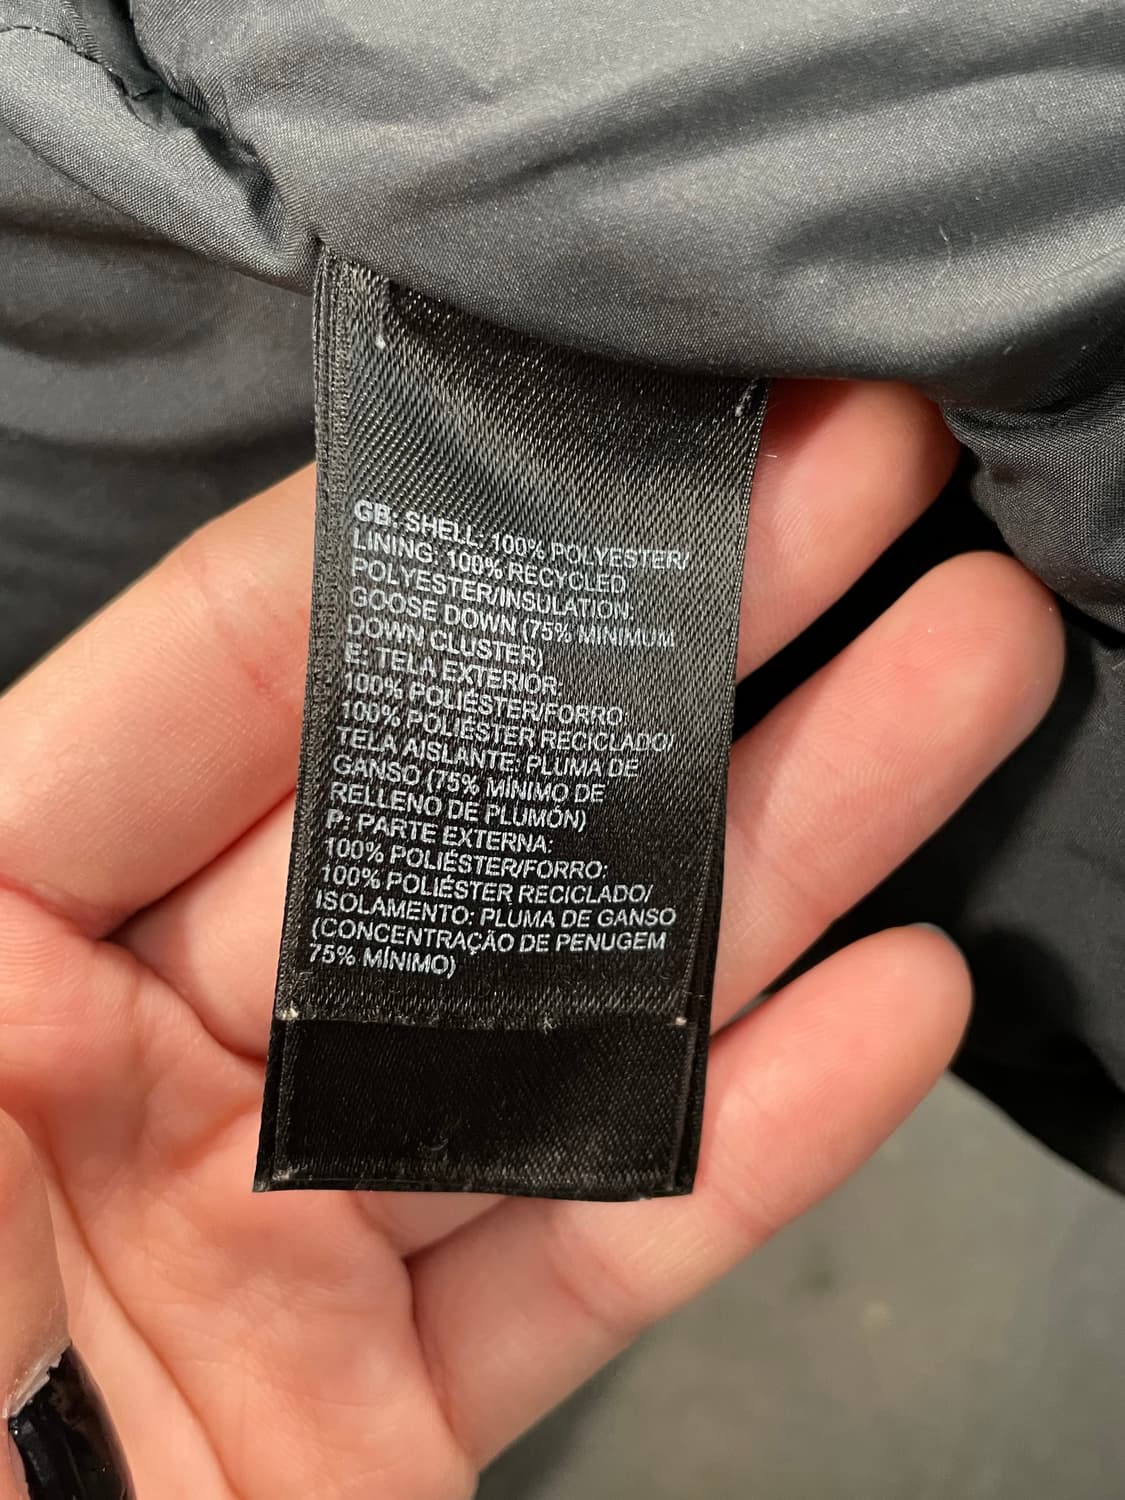 GB: SHELL: 100% POLYESTER/
LINING: 100% RECYCLED
POLYESTER/INSULATION:
GOOSE DOWN (75% MINIMUM
DOWN CLUSTER)
E: TELA EXTERIOR:
100% POLIÉSTER/FORRO:
100% POLIÉSTER RECICLADO/
TELA AISLANTE: PLUMA DE
GANSO (75% MÍNIMO DE
RELLENO DE PLUMÓN)
P: PARTE EXTERNA:
100% POLIÉSTER/FORRO:
100% POLIÉSTER RECICLADO/
ISOLAMENTO: PLUMA DE GANSO
(CONCENTRAÇÃO DE PENUGEM
75% MÍNIMO)